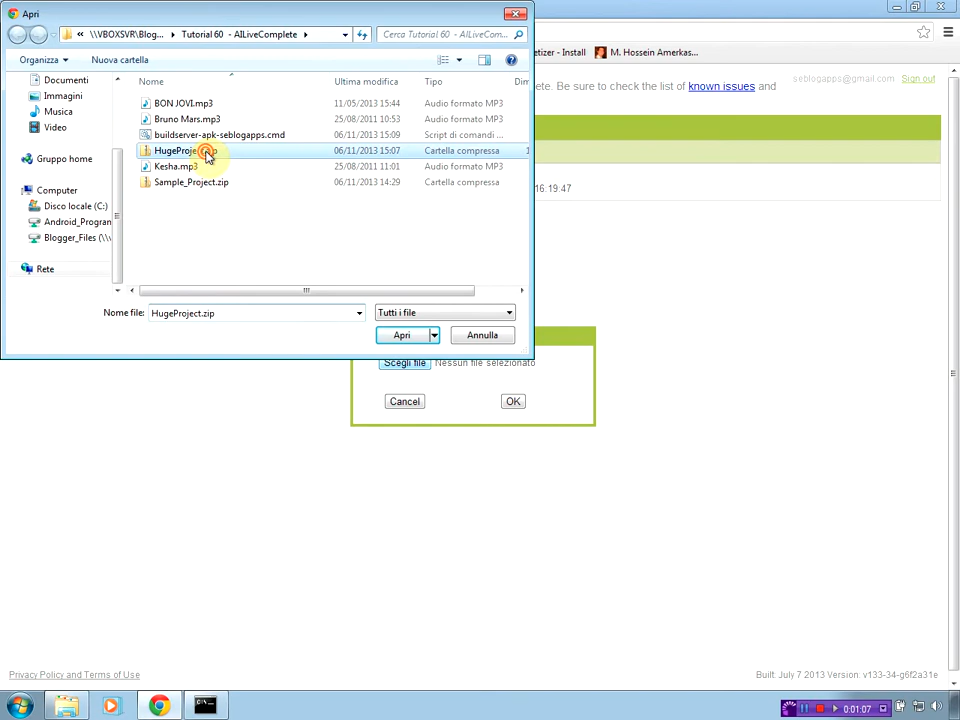 Apri
« \\VBOXSVR\Blog... ▸ Tutorial 60 - AILiveComplete ▸
Cerca Tutorial 60 - AILiveCom...
etizer - Install
M. Hossein Amerkas...
Organizza
Nuova cartella
Documenti
Immagini
Musica
Video
Gruppo home
Computer
Disco locale (C:)
Android_Progran
Blogger_Files (\\v
Rete
Nome
Ultima modifica
Tipo
Dim
BON JOVI.mp3
11/05/2013 15:44
Audio formato MP3
Bruno Mars.mp3
25/08/2011 10:53
Audio formato MP3
buildserver-apk-seblogapps.cmd
06/11/2013 15:09
Script di comandi ...
06/11/2013 15:07
Cartella compressa
1
Kesha.mp3
25/08/2011 11:01
Audio formato MP3
Sample_Project.zip
06/11/2013 14:29
Cartella compressa
Nome file:
HugeProject.zip
Tutti i file
Apri
Annulla
seblogapps@gmail.com
Sign out
ete. Be sure to check the list of known issues and
16.19.47
Scegli file
Nessun file selezionato
Cancel
OK
Privacy Policy and Terms of Use
Built: July 7 2013 Version: v133-34-g6f2a31e
0:01:07